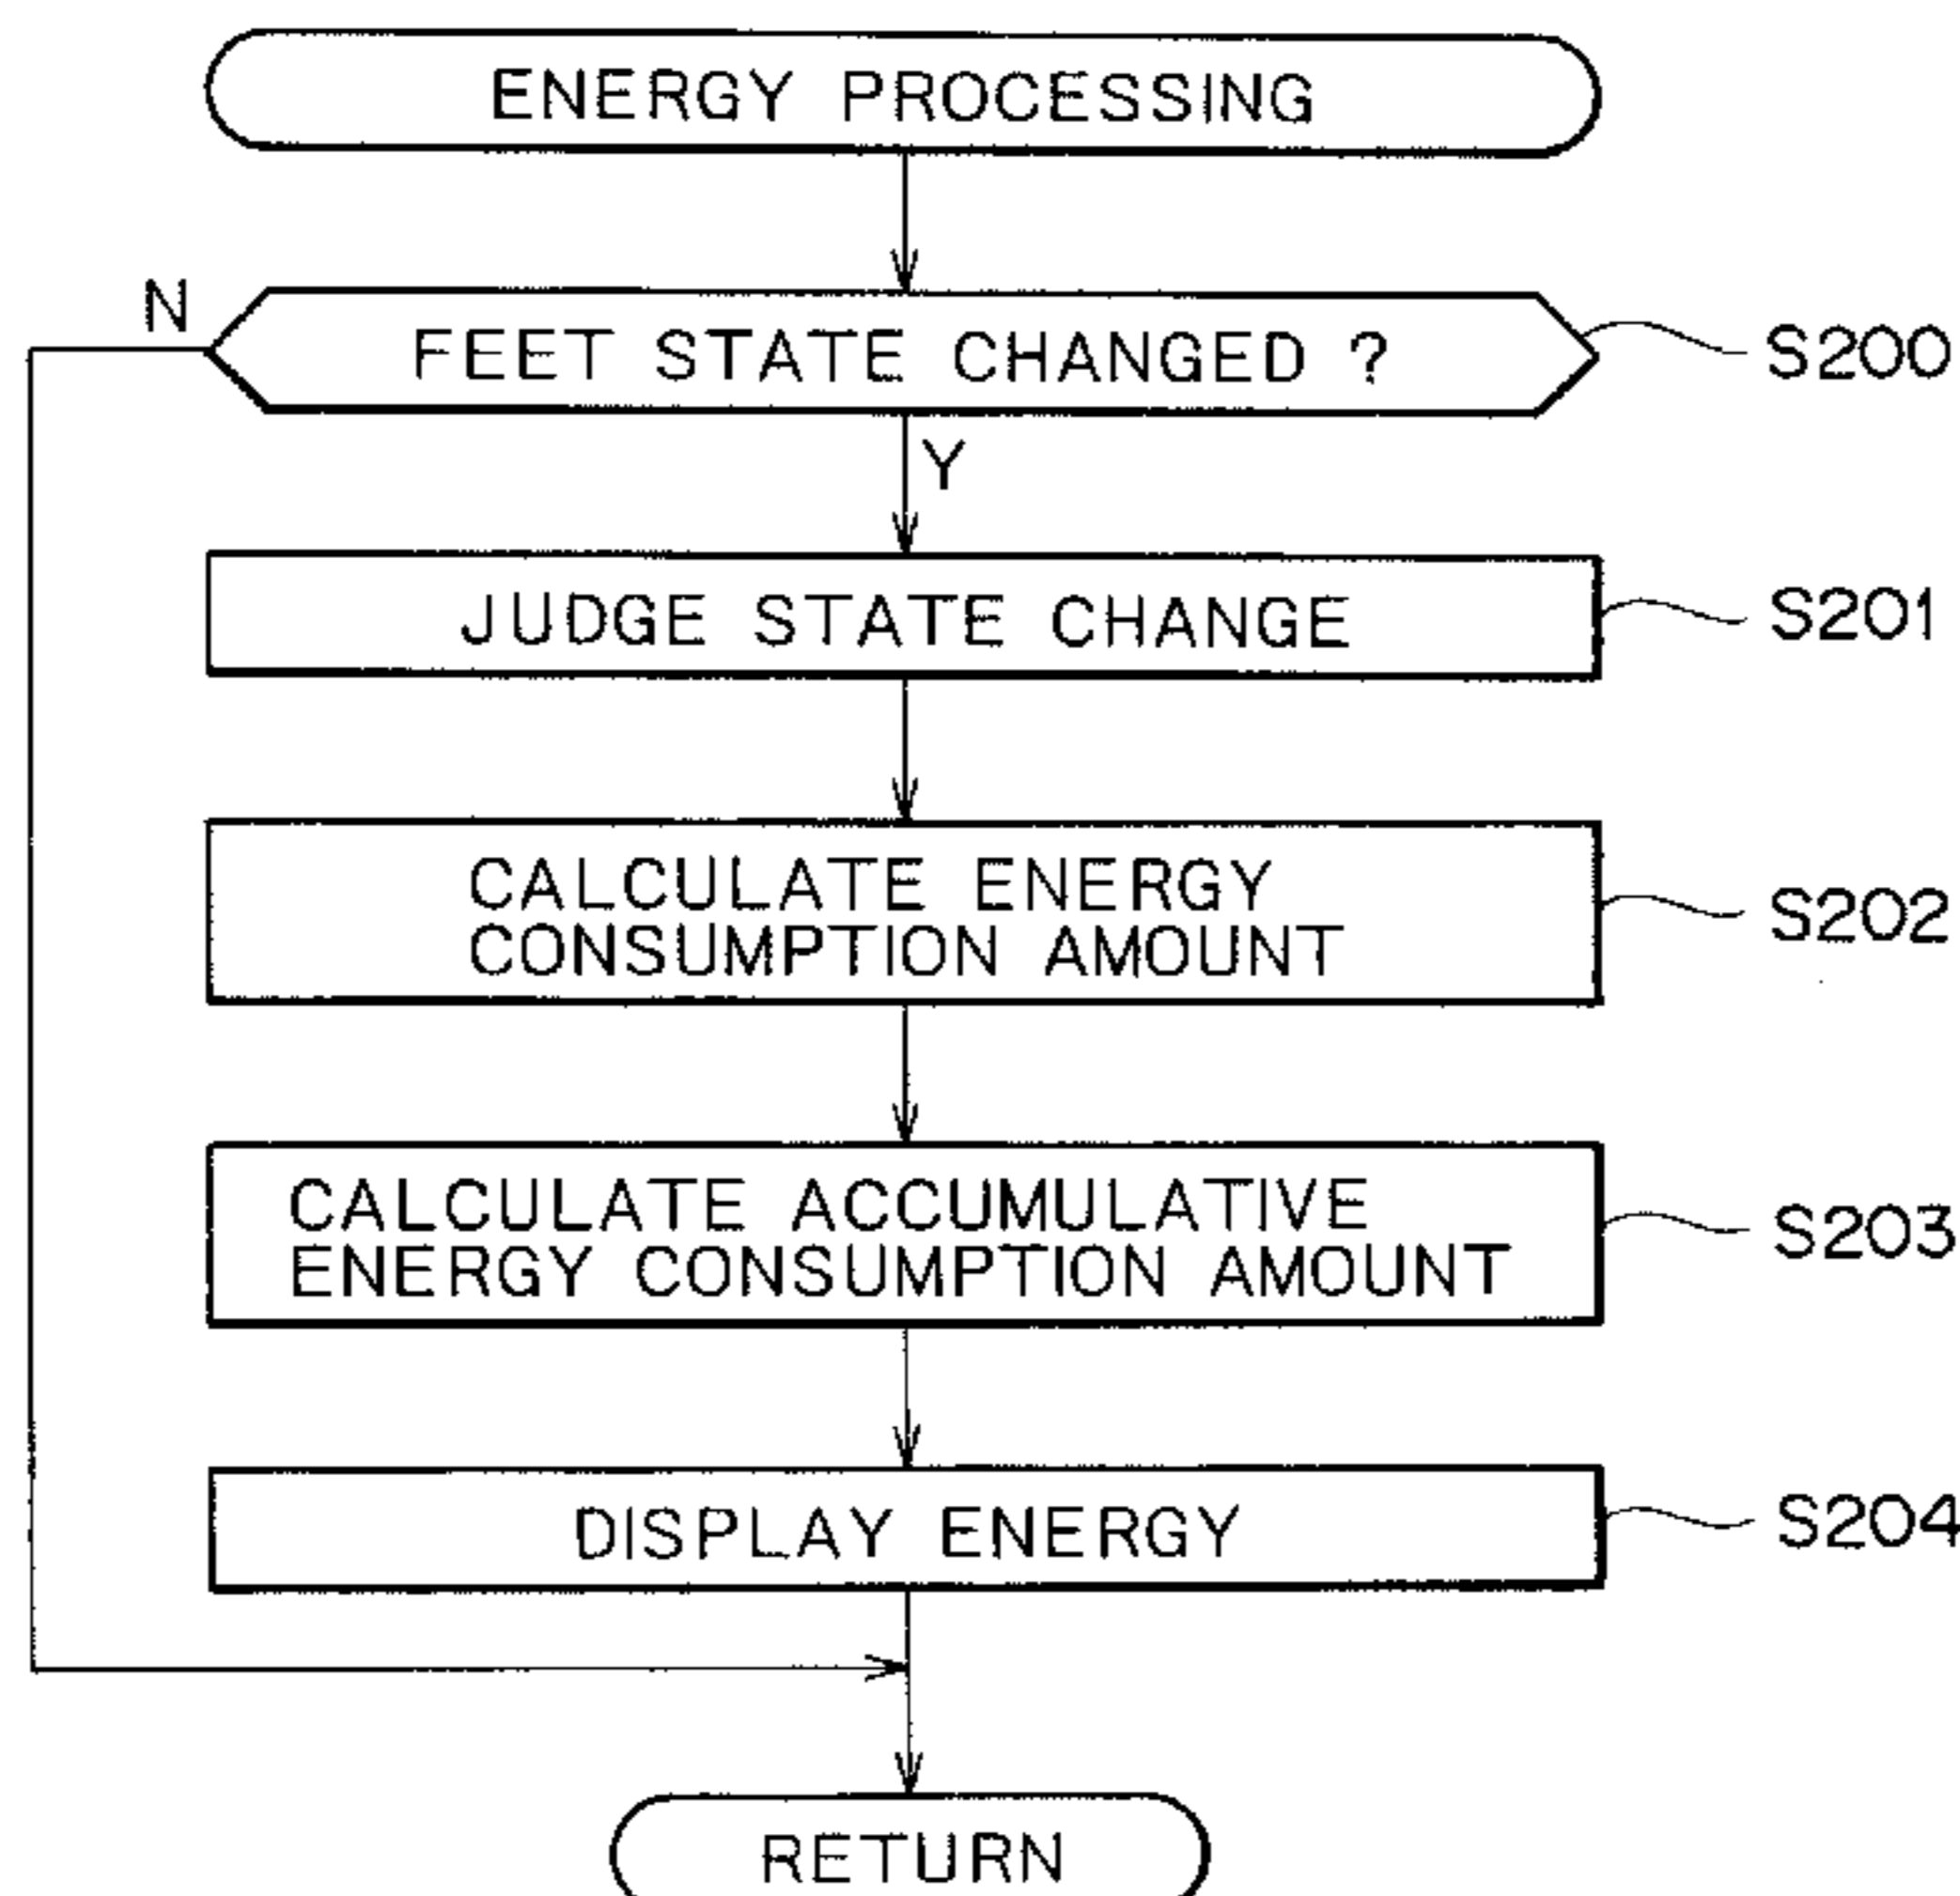 ENERGY PROCESSING
N
FEET STATE CHANGED ?
S200
Y
JUDGE STATE CHANGE
S201
CALCULATE ENERGY
CONSUMPTION AMOUNT
S202
CALCULATE ACCUMULATIVE
ENERGY CONSUMPTION AMOUNT
S203
DISPLAY ENERGY
S204
RETURN